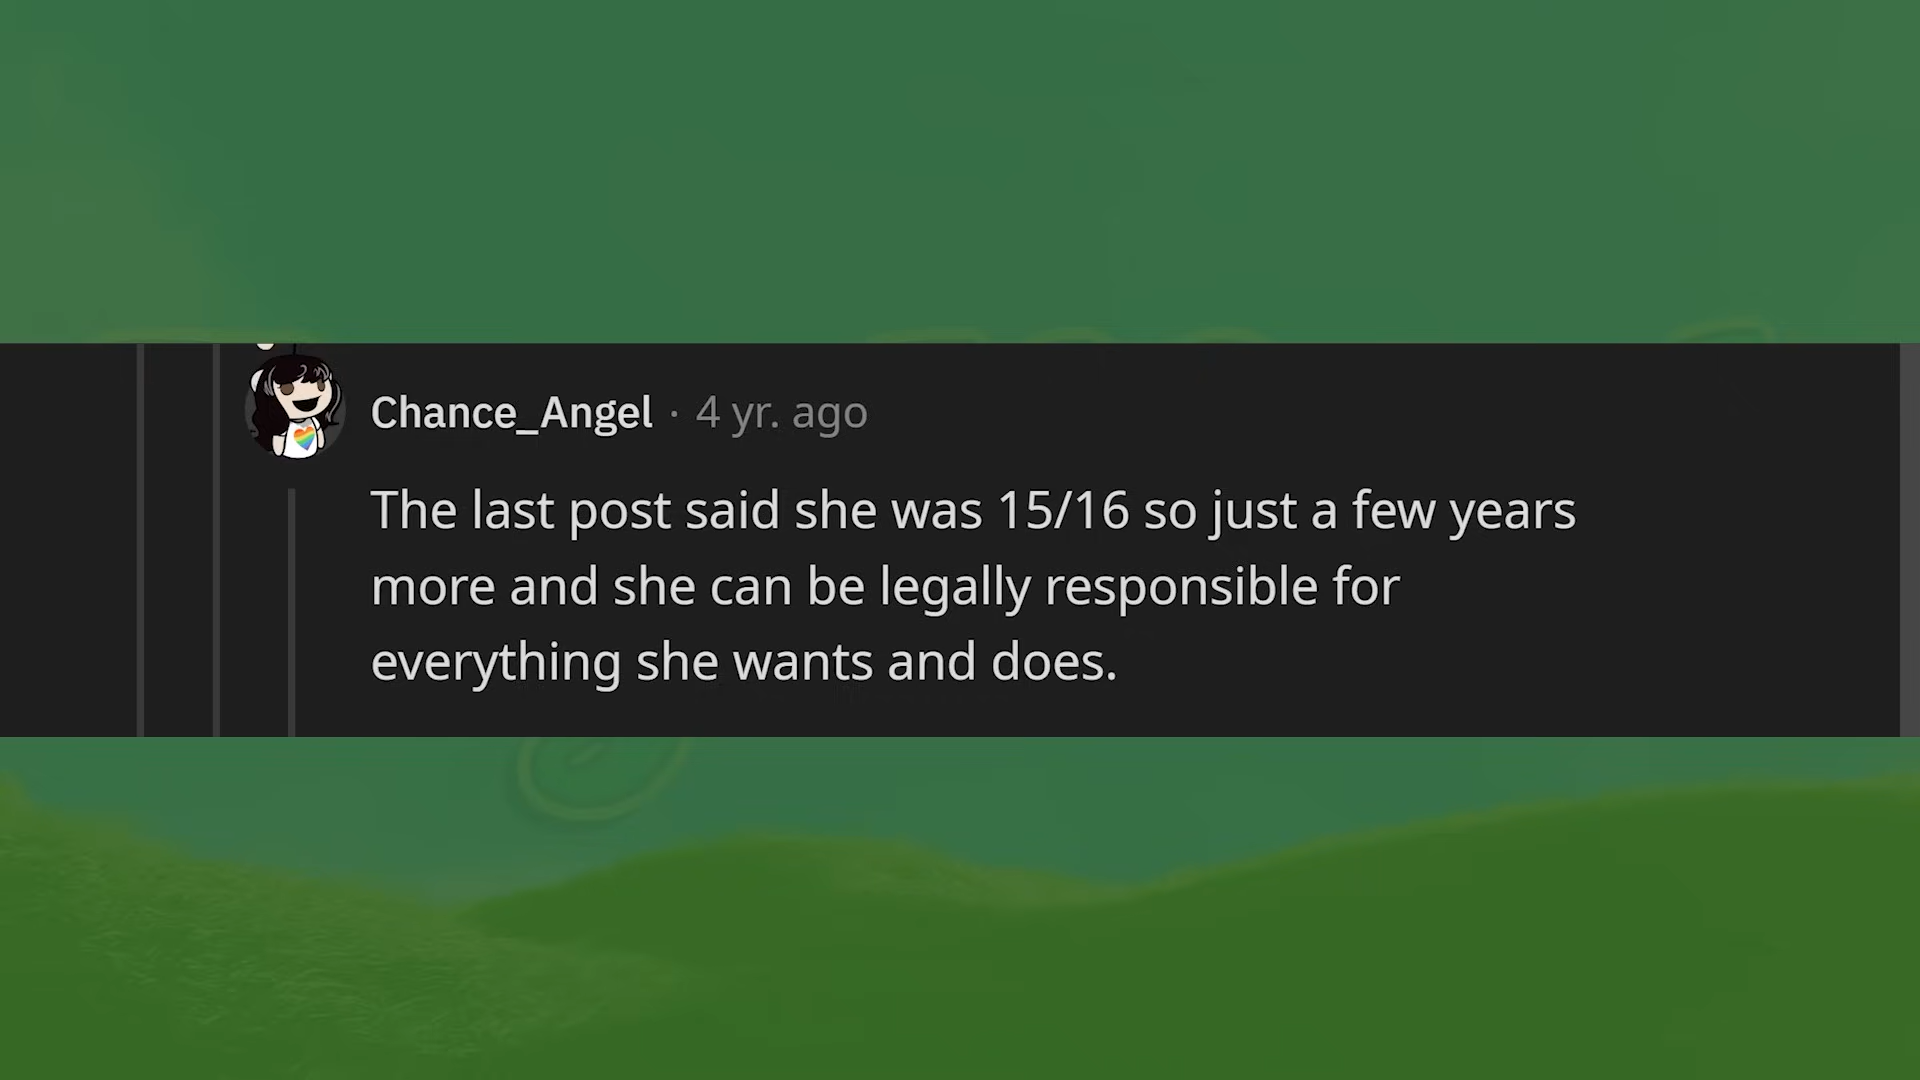 Chance_Angel · 4 yr. ago
The last post said she was 15/16 so just a few years
more and she can be legally responsible for
everything she wants and does.